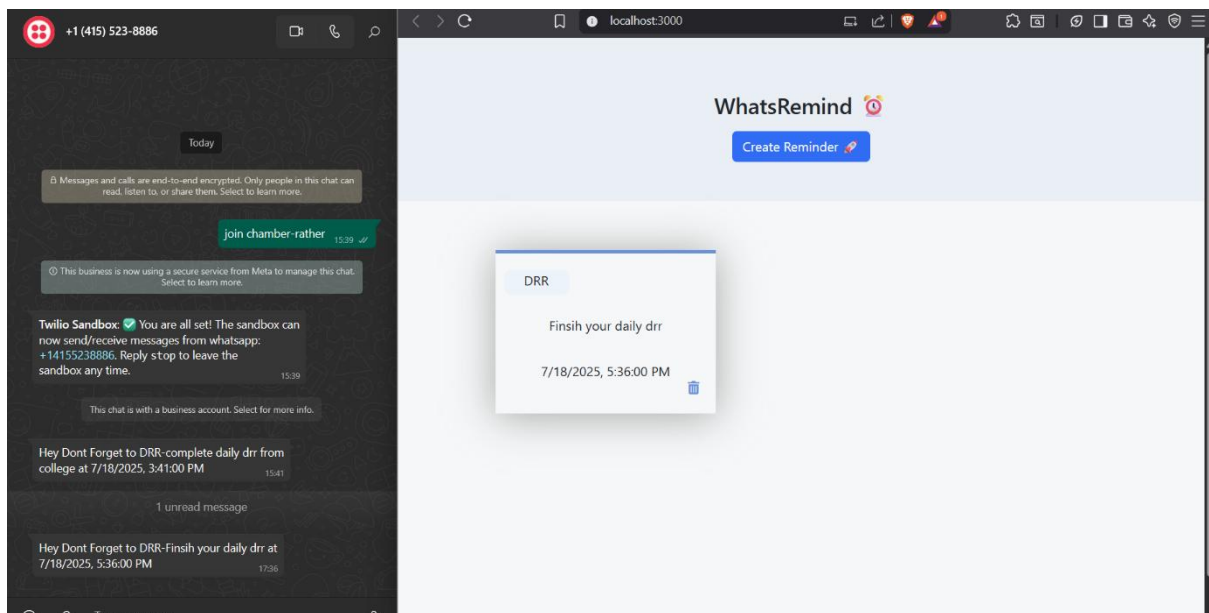 +1 (415) 523-8886
Today
Messages and calls are end-to-end encrypted. Only people in this chat can
read, listen to, or share them. Select to learn more.
join chamber-rather
15:39
This business is now using a secure service from Meta to manage this chat.
Select to learn more.
Twilio Sandbox: ✅ You are all set! The sandbox can
now send/receive messages from whatsapp:
+14155238886. Reply stop to leave the
sandbox any time.
15:39
This chat is with a business account. Select for more info.
Hey Dont Forget to DRR-complete daily drr from
college at 7/18/2025, 3:41:00 PM
15:41
1 unread message
Hey Dont Forget to DRR-Finsih your daily drr at
7/18/2025, 5:36:00 PM
17:36
localhost:3000
WhatsRemind ⏰
Create Reminder 🚀
DRR
Finsih your daily drr
7/18/2025, 5:36:00 PM